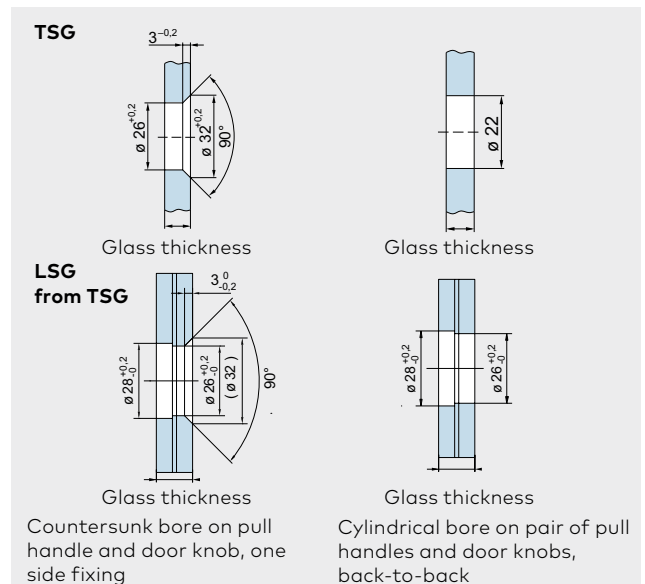 TSG
3-0,2
ø 26+0,2
ø 32+0,2
90°
ø 22
Glass thickness
Glass thickness
LSG
from TSG
3 0 -0,2
ø 28 +0,2 -0
ø 26 +0,2 -0
( ø 32 )
90°
ø 28 +0,2 -0
ø 26 +0,2 -0
Glass thickness
Glass thickness
Countersunk bore on pull
handle and door knob, one
side fixing
Cylindrical bore on pair of pull
handles and door knobs,
back-to-back